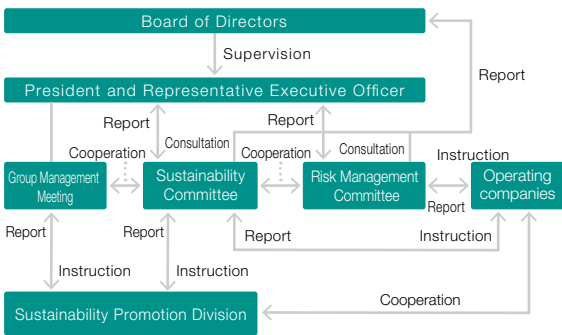 Board of Directors
Supervision
Report
President and Representative Executive Officer
Report
Consultation
Report
Consultation
Cooperation
Cooperation
Instruction
Group Management
Meeting
Sustainability
Committee
Risk Management
Committee
Operating
companies
Report
Report
Report
Report
Instruction
Instruction
Instruction
Cooperation
Sustainability Promotion Division